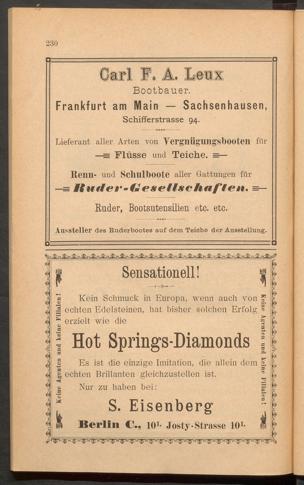 230
Carl F. A. Leux
Bootbauer.
Frankfurt am Main — Sachsenhausen,
Schifferstrasse 94.
Lieferant aller Arten von Vergnügungsbooten für
Flüsse und Teiche.
Renn- und Schulboote aller Gattungen für
Ruder-Gesellschaften.
Ruder, Bootsutensilien etc. etc.
Aussteller des Ruderbootes auf dem Teiche der Ausstellung.
Sensationell!
Kein Schmuck in Europa, wenn auch von
echten Edelsteinen, hat bisher solchen Erfolg
erzielt wie die
Hot Springs-Diamonds
Es ist die einzige Imitation, die allein dem
echten Brillanten gleichzustellen ist.
Nur zu haben bei:
S. Eisenberg
Berlin C., 10¹. Josty-Strasse 10¹.
Keine Agenten und keine Filialen!
Keine Agenten und keine Filialen!